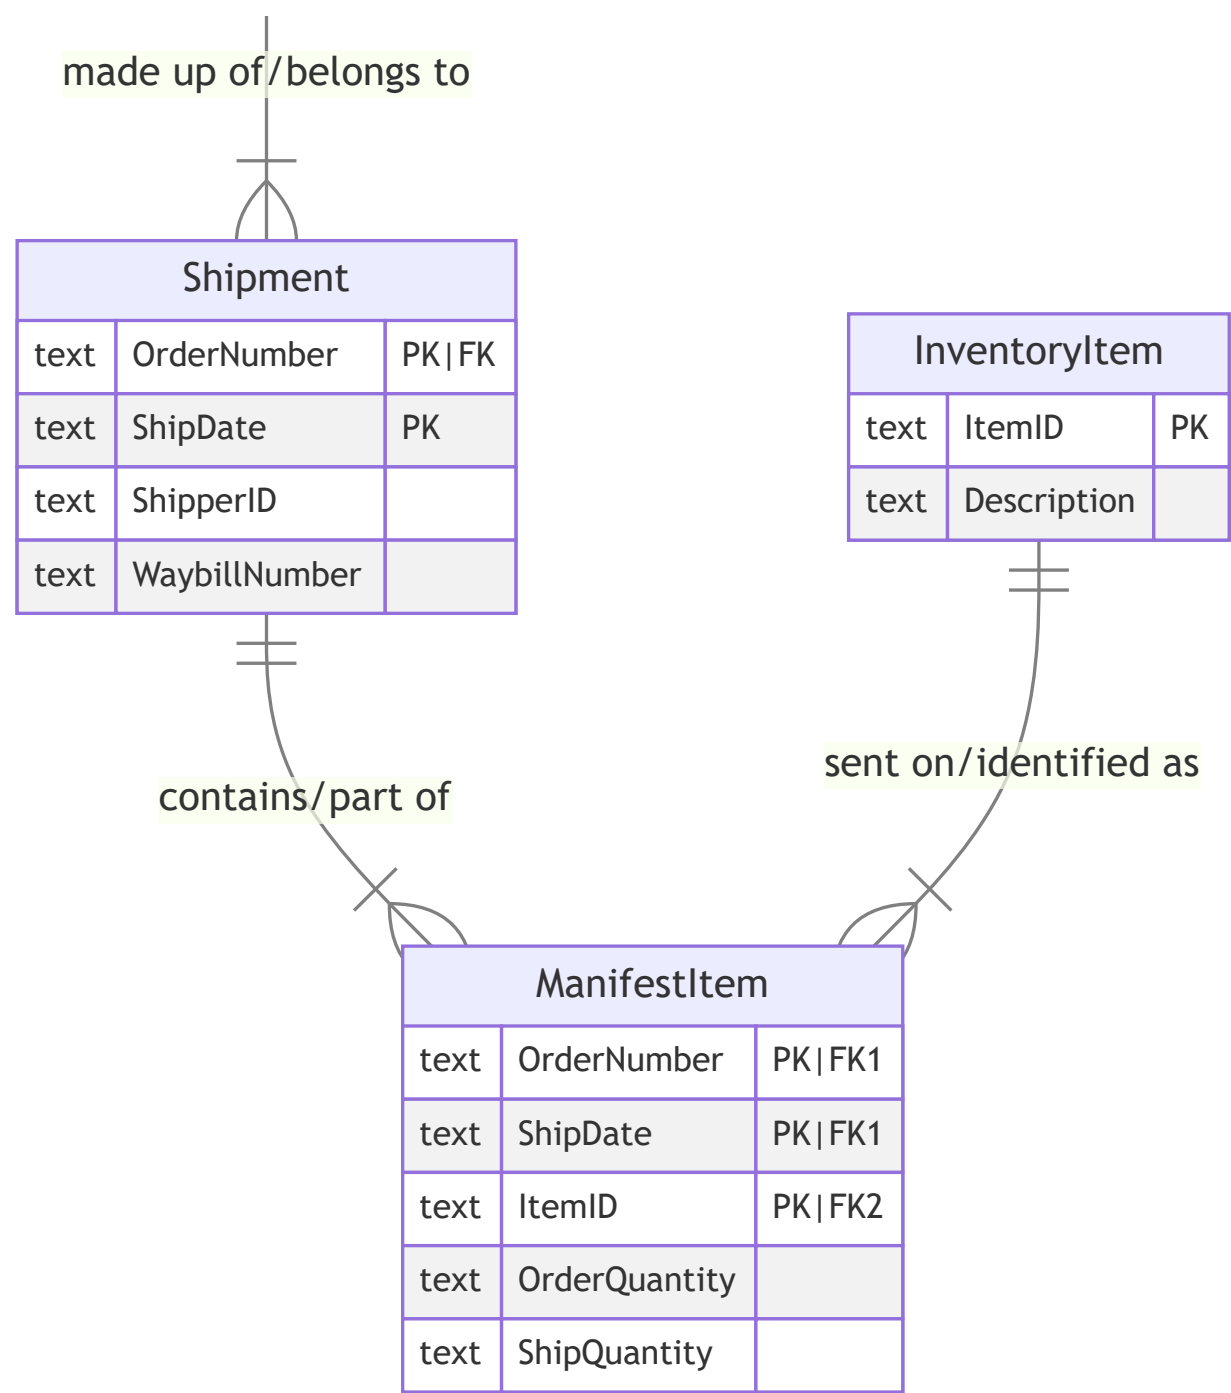 made up of/belongs to
Shipment
text OrderNumber PK|FK
text ShipDate PK
text ShipperID
text WaybillNumber
InventoryItem
text ItemID PK
text Description
contains/part of
sent on/identified as
ManifestItem
text OrderNumber PK|FK1
text ShipDate PK|FK1
text ItemID PK|FK2
text OrderQuantity
text ShipQuantity